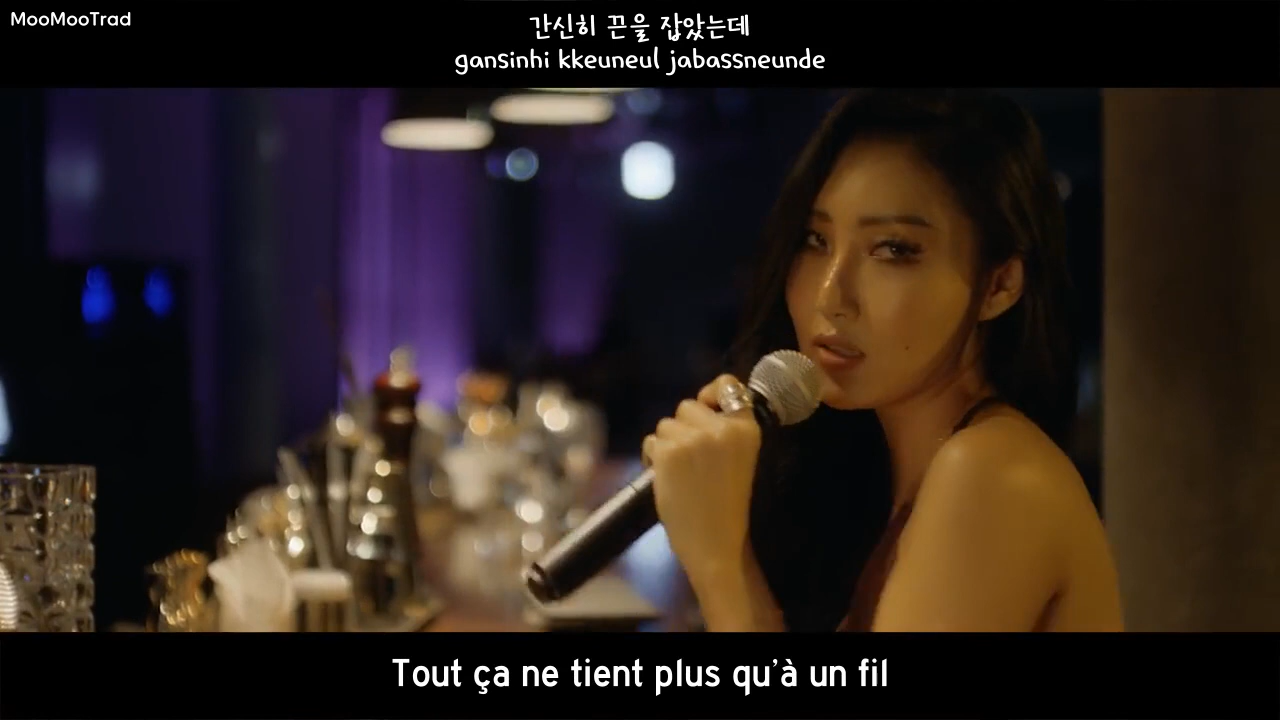 MooMooTrad
간신히 끈을 잡았는데
gansinhi kkeuneul jabassneunde
Tout ça ne tient plus qu'à un fil